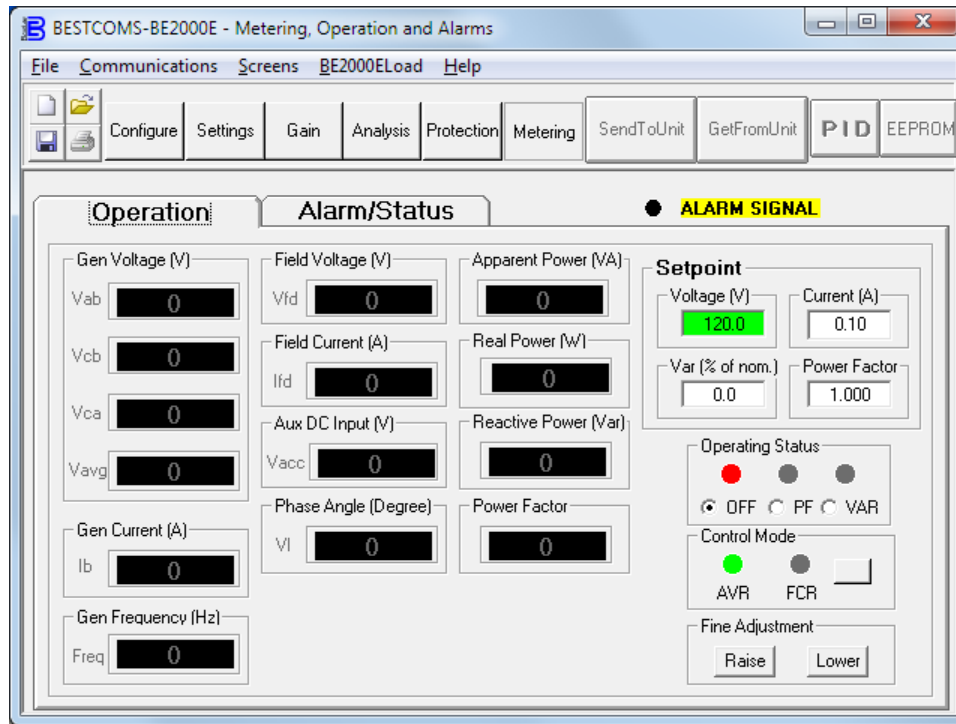 BESTCOMS-BE2000E - Metering, Operation and Alarms
File Communications Screens BE2000ELoad Help
Configure Settings Gain Analysis Protection Metering SendToUnit GetFromUnit PID EEPROM
Operation Alarm/Status ALARM SIGNAL
Gen Voltage (V)
Vab 0
Vcb 0
Vca 0
Vavg 0
Gen Current (A)
Ib 0
Gen Frequency (Hz)
Freq 0
Field Voltage (V)
Vfd 0
Field Current (A)
Ifd 0
Aux DC Input (V)
Vacc 0
Phase Angle (Degree)
VI 0
Apparent Power (VA)
0
Real Power (W)
0
Reactive Power (Var)
0
Power Factor
0
Setpoint
Voltage (V) Current (A)
120.0 0.10
Var (% of nom.) Power Factor
0.0 1.000
Operating Status
OFF PF VAR
Control Mode
AVR FCR
Fine Adjustment
Raise Lower